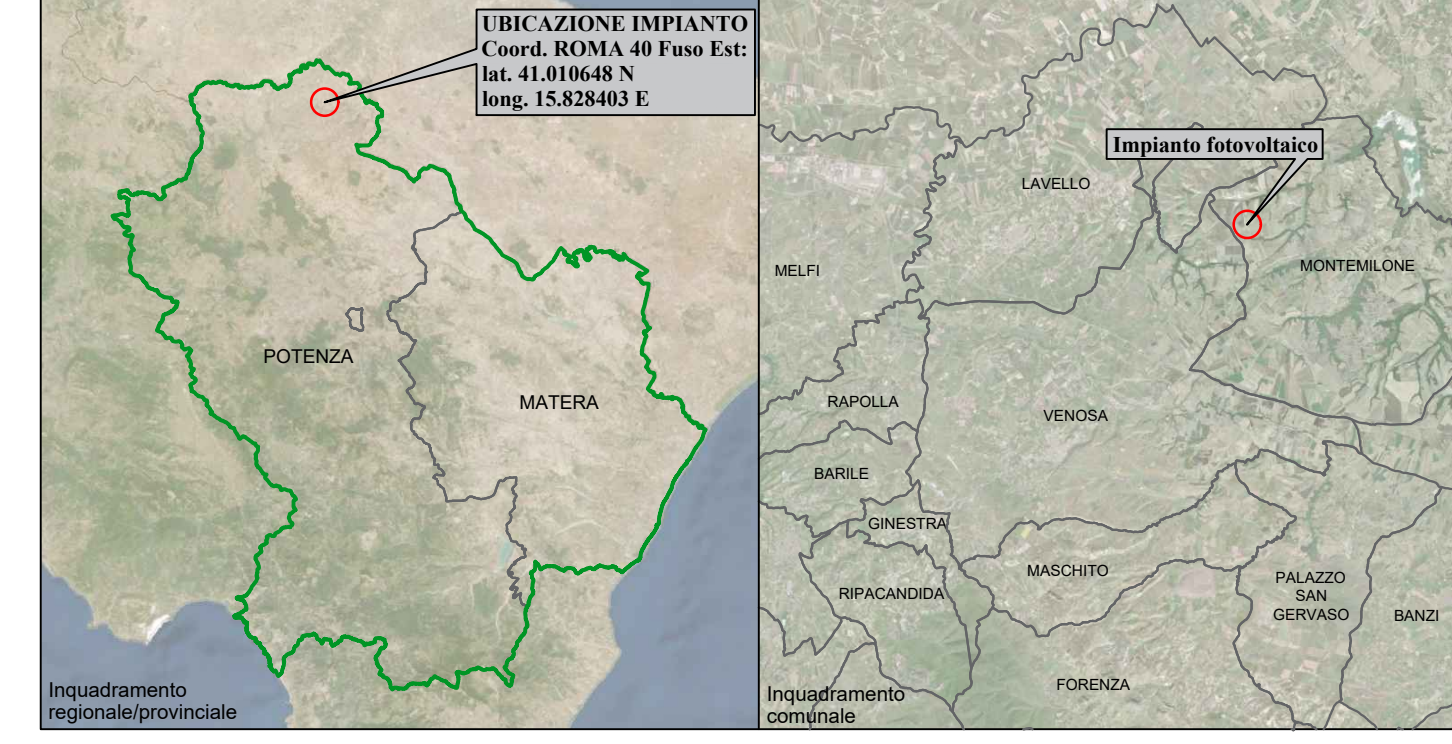 UBICAZIONE IMPIANTO
Coord. ROMA 40 Fuso Est:
lat. 41.010648 N
long. 15.828403 E
POTENZA
MATERA
Inquadramento
regionale/provinciale
Impianto fotovoltaico
LAVELLO
MELFI
MONTEMILONE
RAPOLLA
VENOSA
BARILE
GINESTRA
MASCHITO
RIPACANDIDA
PALAZZO
SAN
GERVASO
BANZI
FORENZA
Inquadramento
comunale